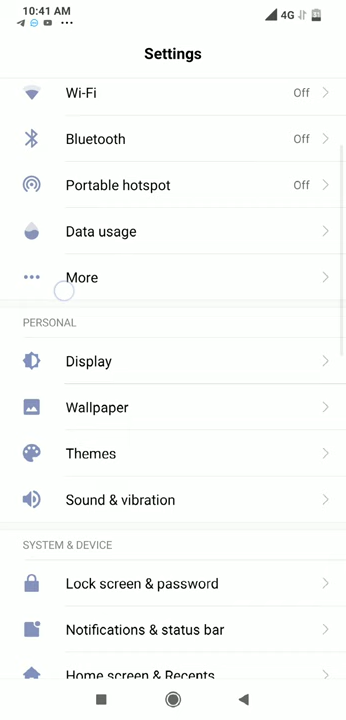 10:41 AM
4G
Settings
Wi-Fi Off
Bluetooth Off
Portable hotspot Off
Data usage
More
PERSONAL
Display
Wallpaper
Themes
Sound & vibration
SYSTEM & DEVICE
Lock screen & password
Notifications & status bar
Home screen & Recents